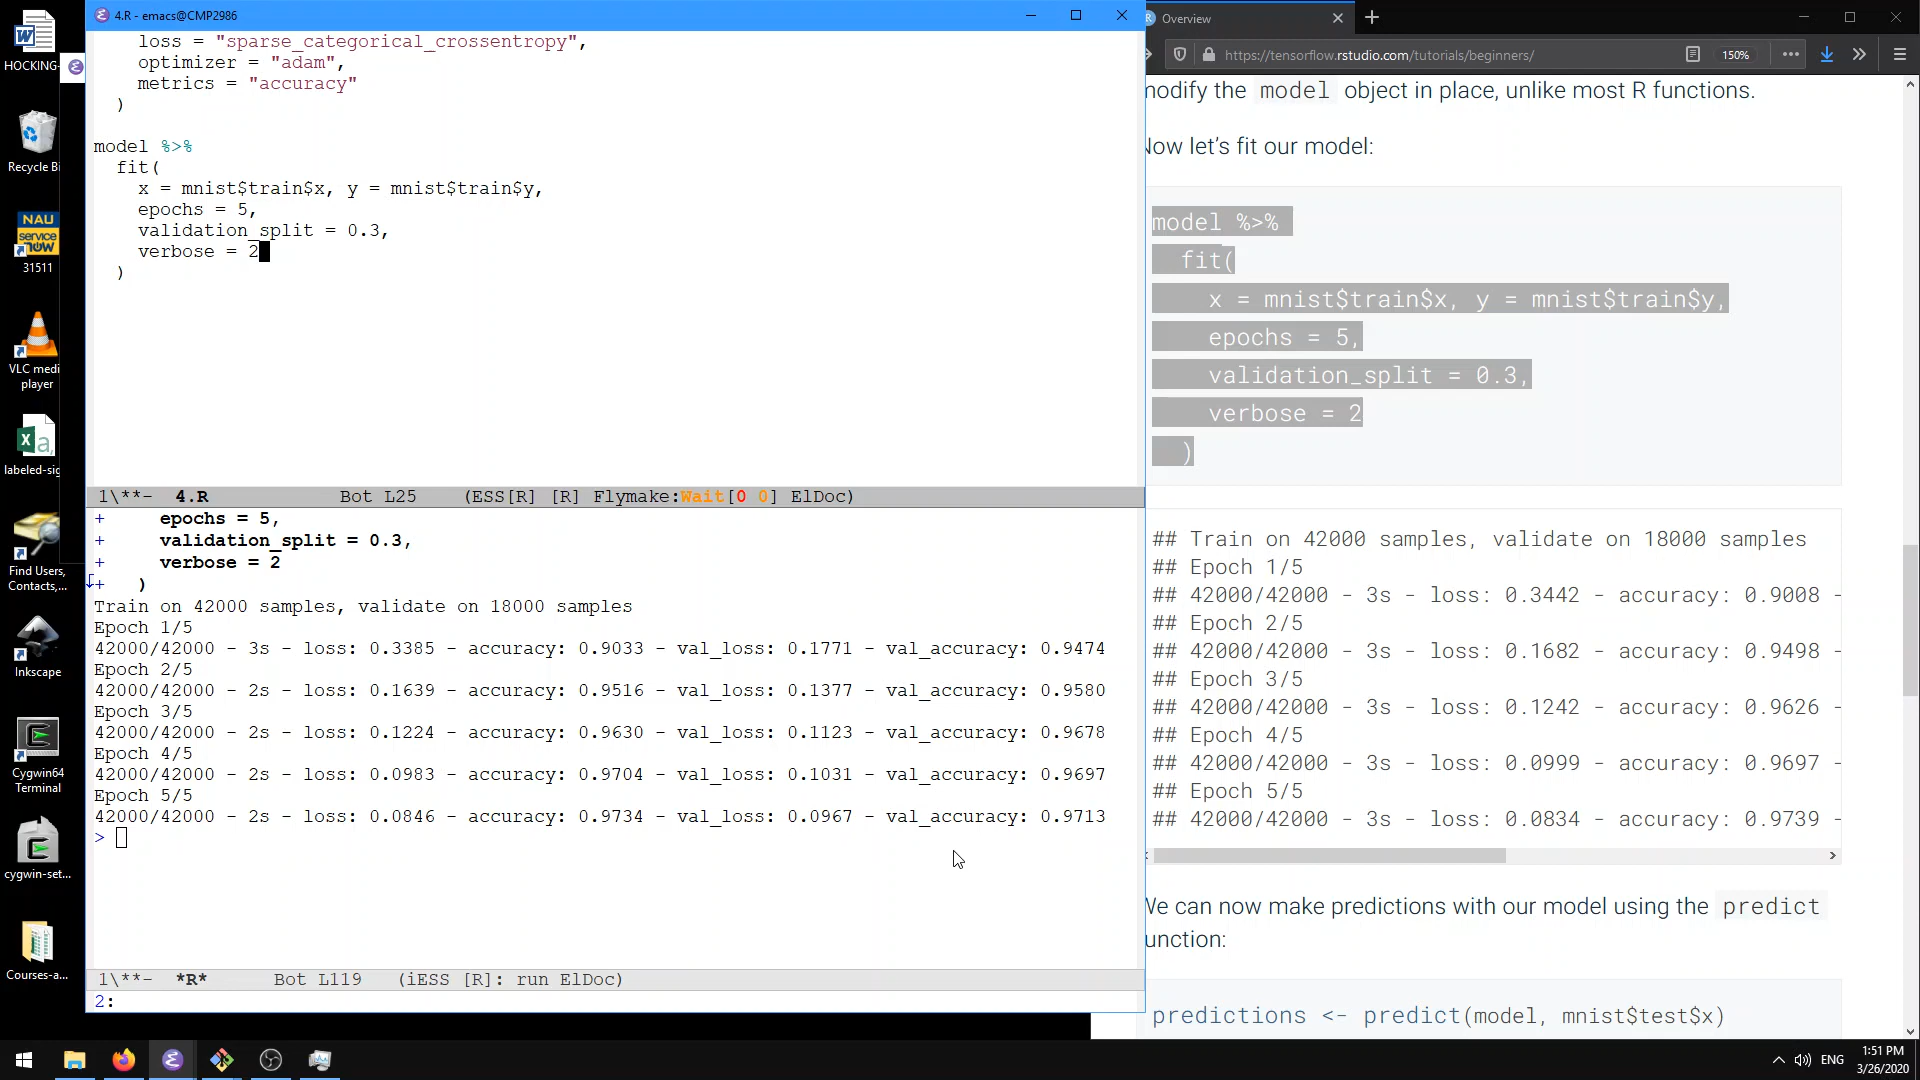 4.R - emacs@CMP2986
loss = "sparse_categorical_crossentropy",
optimizer = "adam",
metrics = "accuracy"
)
model %>%
fit(
x = mnist$train$x, y = mnist$train$y,
epochs = 5,
validation_split = 0.3,
verbose = 2
)
1\**-  4.R  Bot L25  (ESS[R] [R] Flymake:Wait[0 0] ElDoc)
+ epochs = 5,
+ validation_split = 0.3,
+ verbose = 2
+ )
Train on 42000 samples, validate on 18000 samples
Epoch 1/5
42000/42000 - 3s - loss: 0.3385 - accuracy: 0.9033 - val_loss: 0.1771 - val_accuracy: 0.9474
Epoch 2/5
42000/42000 - 2s - loss: 0.1639 - accuracy: 0.9516 - val_loss: 0.1377 - val_accuracy: 0.9580
Epoch 3/5
42000/42000 - 2s - loss: 0.1224 - accuracy: 0.9630 - val_loss: 0.1123 - val_accuracy: 0.9678
Epoch 4/5
42000/42000 - 2s - loss: 0.0983 - accuracy: 0.9704 - val_loss: 0.1031 - val_accuracy: 0.9697
Epoch 5/5
42000/42000 - 2s - loss: 0.0846 - accuracy: 0.9734 - val_loss: 0.0967 - val_accuracy: 0.9713
>
1\**-  *R*  Bot L119  (iESS [R]: run ElDoc)
2:
Overview
https://tensorflow.rstudio.com/tutorials/beginners/
150%
modify the model object in place, unlike most R functions.
Now let's fit our model:
model %>%
fit(
x = mnist$train$x, y = mnist$train$y,
epochs = 5,
validation_split = 0.3,
verbose = 2
)
## Train on 42000 samples, validate on 18000 samples
## Epoch 1/5
## 42000/42000 - 3s - loss: 0.3442 - accuracy: 0.9008 -
## Epoch 2/5
## 42000/42000 - 3s - loss: 0.1682 - accuracy: 0.9498 -
## Epoch 3/5
## 42000/42000 - 3s - loss: 0.1242 - accuracy: 0.9626 -
## Epoch 4/5
## 42000/42000 - 3s - loss: 0.0999 - accuracy: 0.9697 -
## Epoch 5/5
## 42000/42000 - 3s - loss: 0.0834 - accuracy: 0.9739 -
We can now make predictions with our model using the predict
function:
predictions <- predict(model, mnist$test$x)
HOCKING-
Recycle Bi
NAU
service
now
31511
VLC medi
player
labeled-sig
Find Users,
Contacts,...
Inkscape
Cygwin64
Terminal
cygwin-set...
Courses-a...
ENG
1:51 PM
3/26/2020